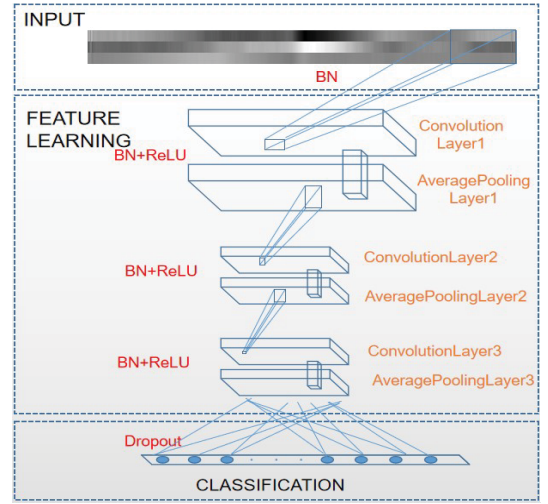 INPUT
BN
FEATURE
LEARNING
Convolution
Layer1
BN+ReLU
AveragePooling
Layer1
ConvolutionLayer2
BN+ReLU
AveragePoolingLayer2
ConvolutionLayer3
BN+ReLU
AveragePoolingLayer3
Dropout
CLASSIFICATION